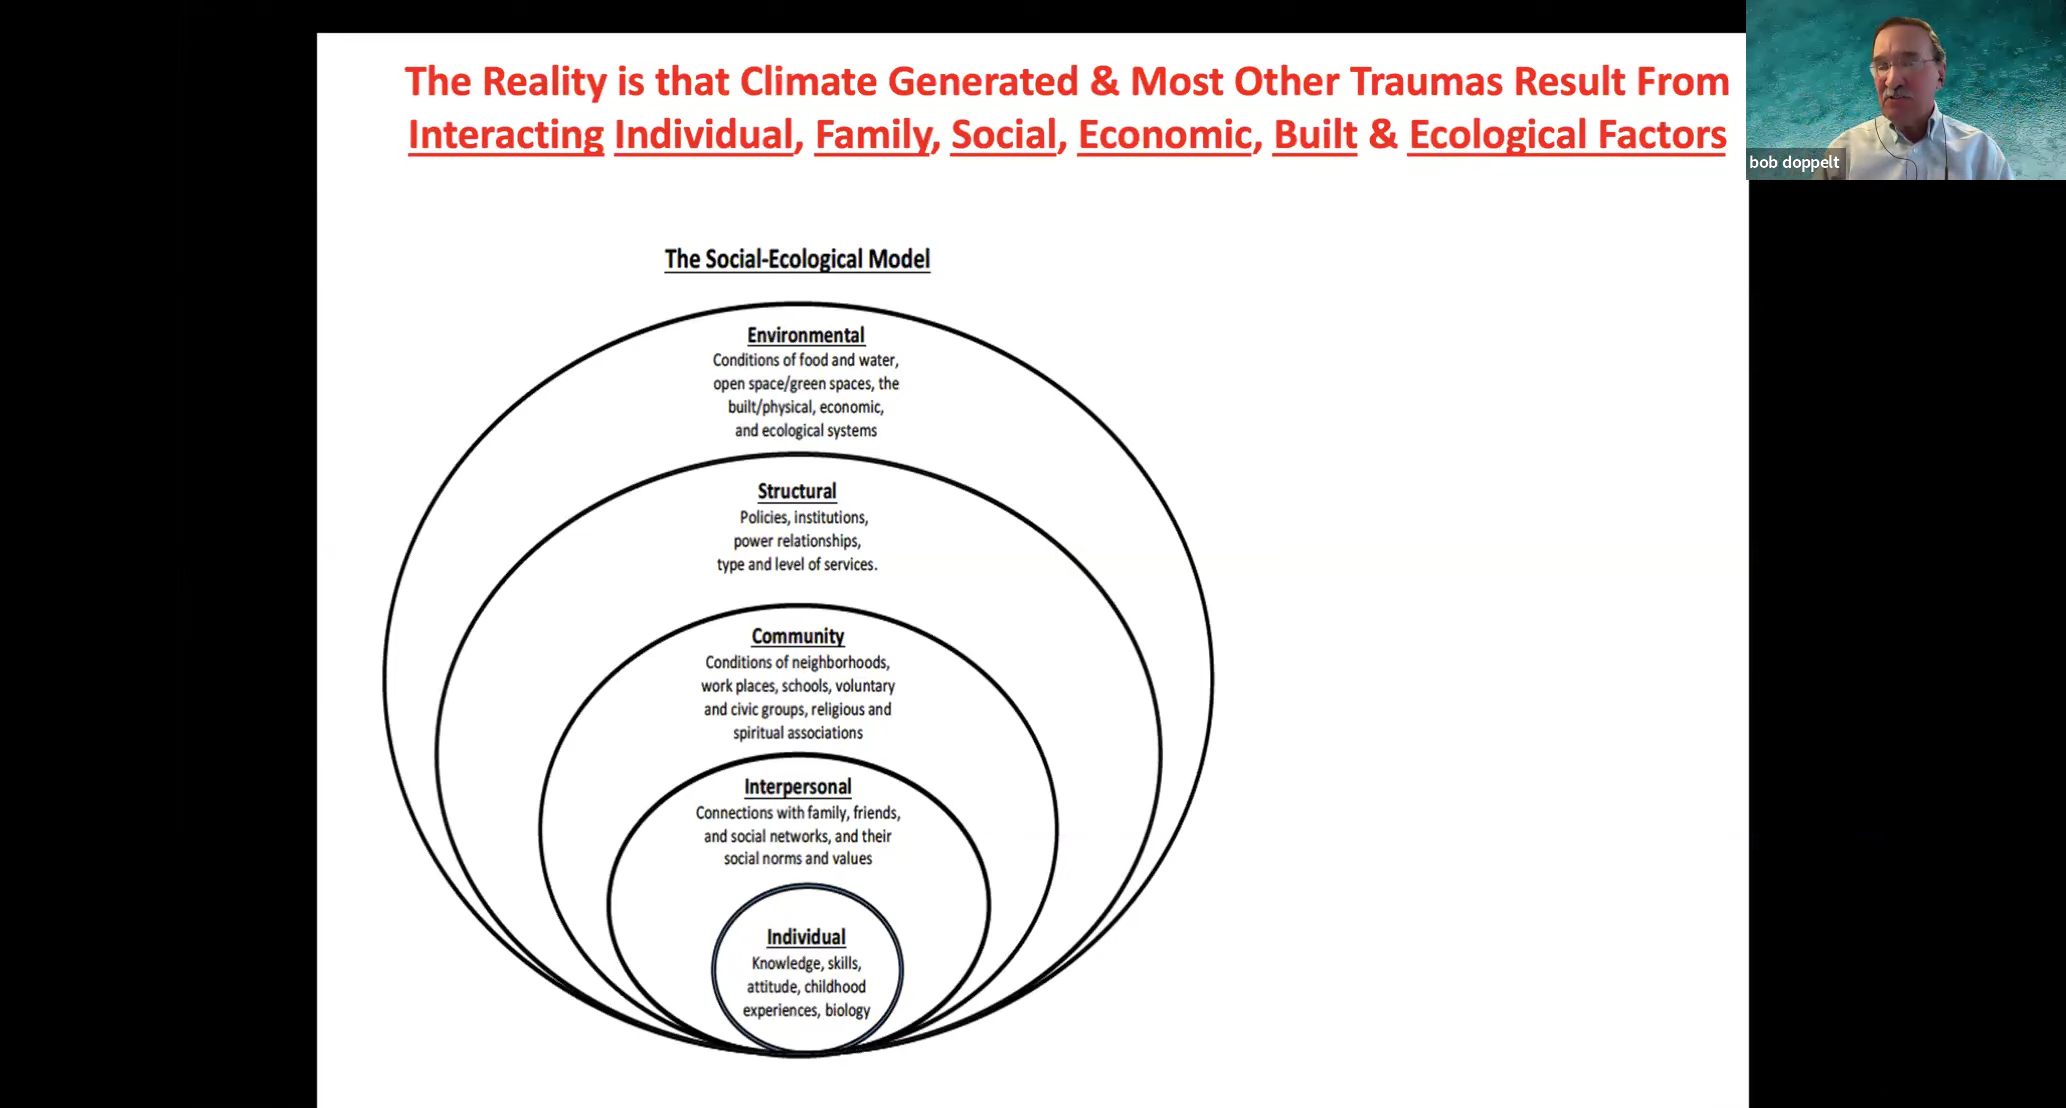 The Reality is that Climate Generated & Most Other Traumas Result From
Interacting Individual, Family, Social, Economic, Built & Ecological Factors
bob doppelt
The Social-Ecological Model
Environmental
Conditions of food and water,
open space/green spaces, the
built/physical, economic,
and ecological systems
Structural
Policies, institutions,
power relationships,
type and level of services.
Community
Conditions of neighborhoods,
work places, schools, voluntary
and civic groups, religious and
spiritual associations
Interpersonal
Connections with family, friends,
and social networks, and their
social norms and values
Individual
Knowledge, skills,
attitude, childhood
experiences, biology